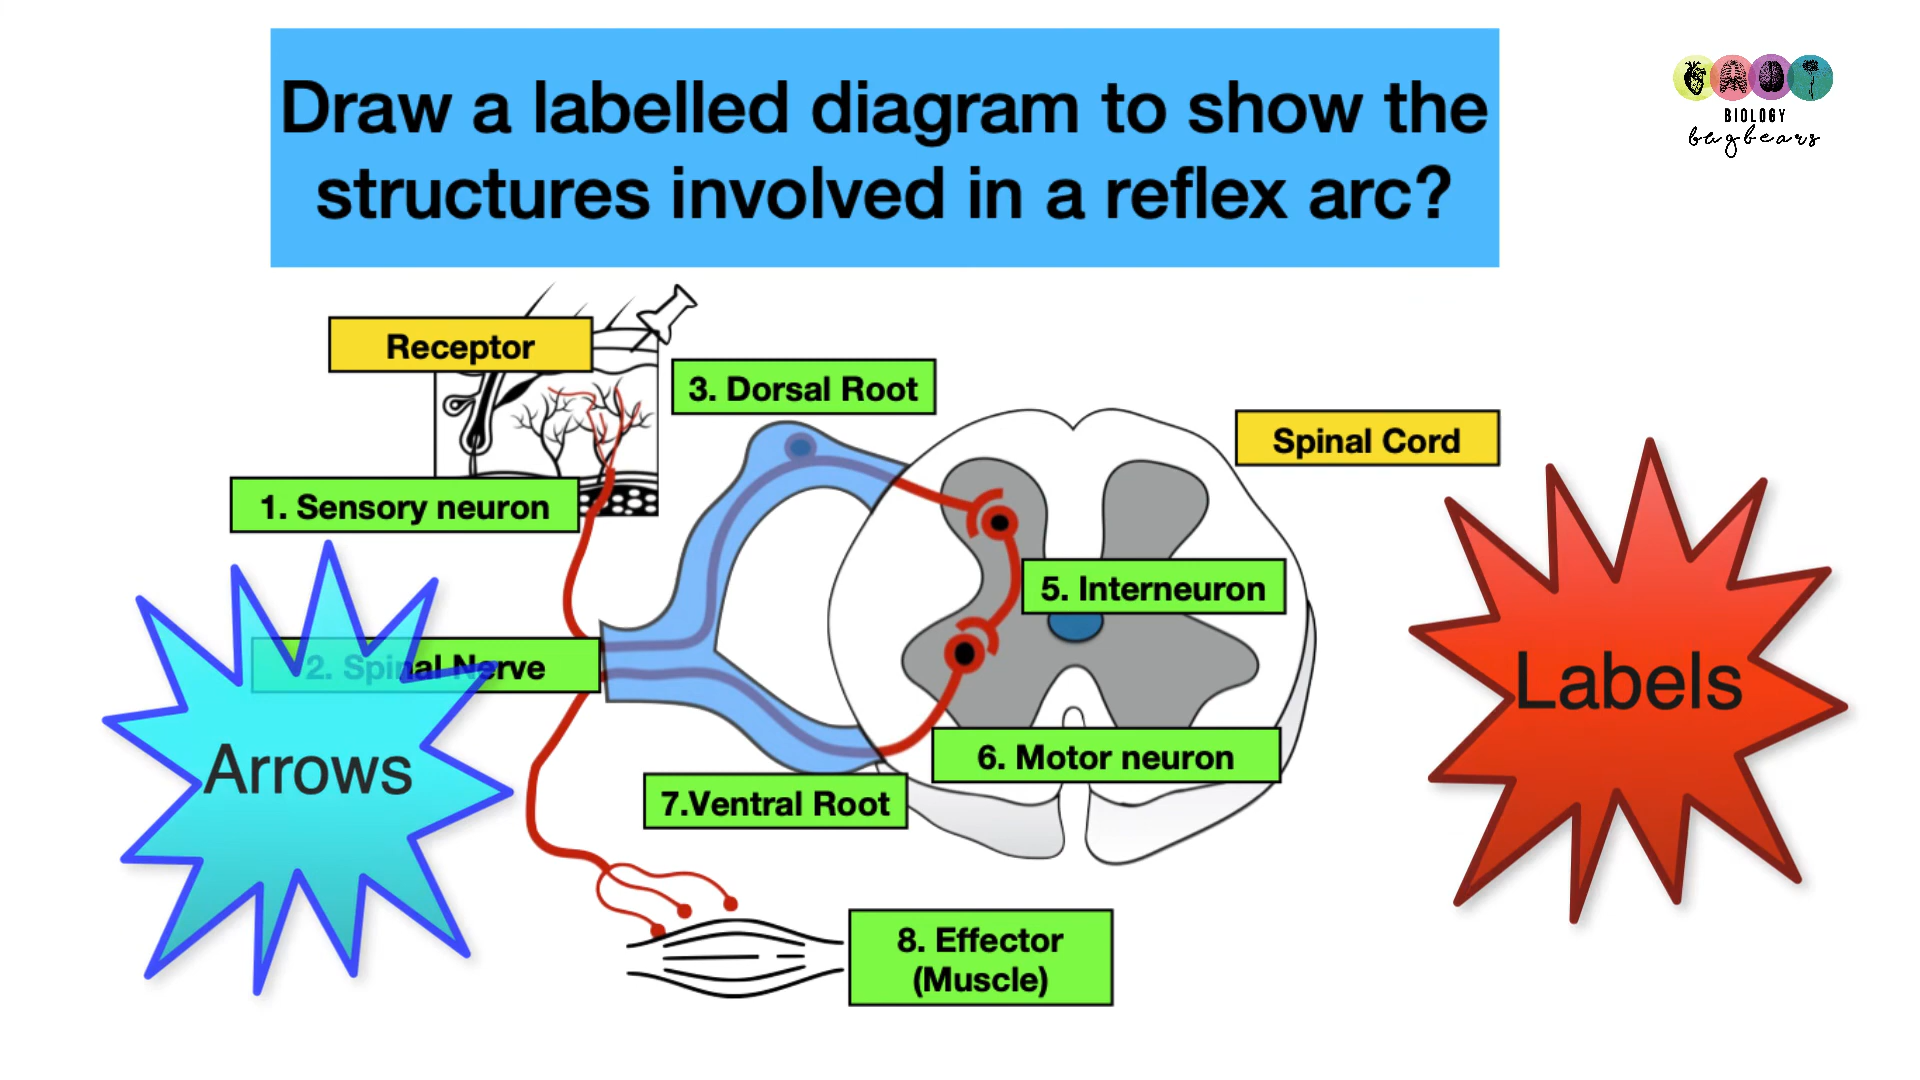 Draw a labelled diagram to show the
structures involved in a reflex arc?
BIOLOGY
bugbears
Receptor
3. Dorsal Root
Spinal Cord
1. Sensory neuron
5. Interneuron
2. Spinal Nerve
Labels
Arrows
6. Motor neuron
7.Ventral Root
8. Effector
(Muscle)